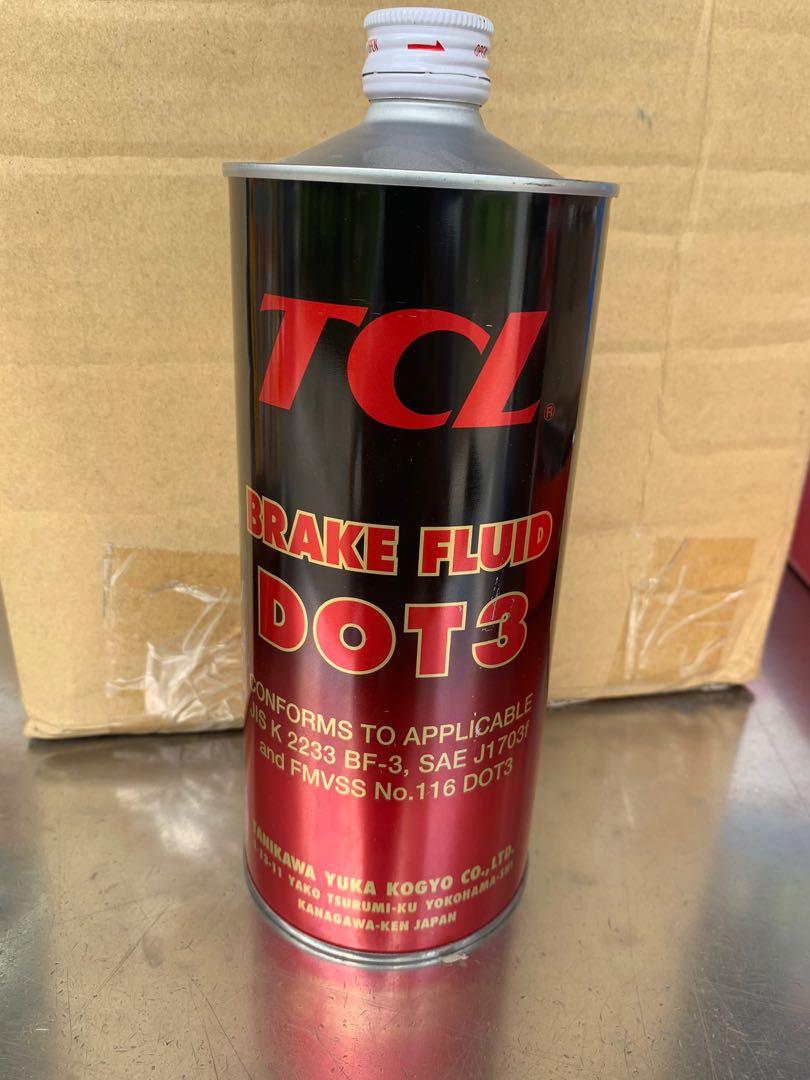 OPEN
TCL®
BRAKE FLUID
DOT3
CONFORMS TO APPLICABLE
JIS K 2233 BF-3, SAE J1703f
and FMVSS No.116 DOT3
TANIKAWA YUKA KOGYO CO.,LTD.
YAKO TSURUMI-KU YOKOHAMA-SHI
KANAGAWA-KEN JAPAN